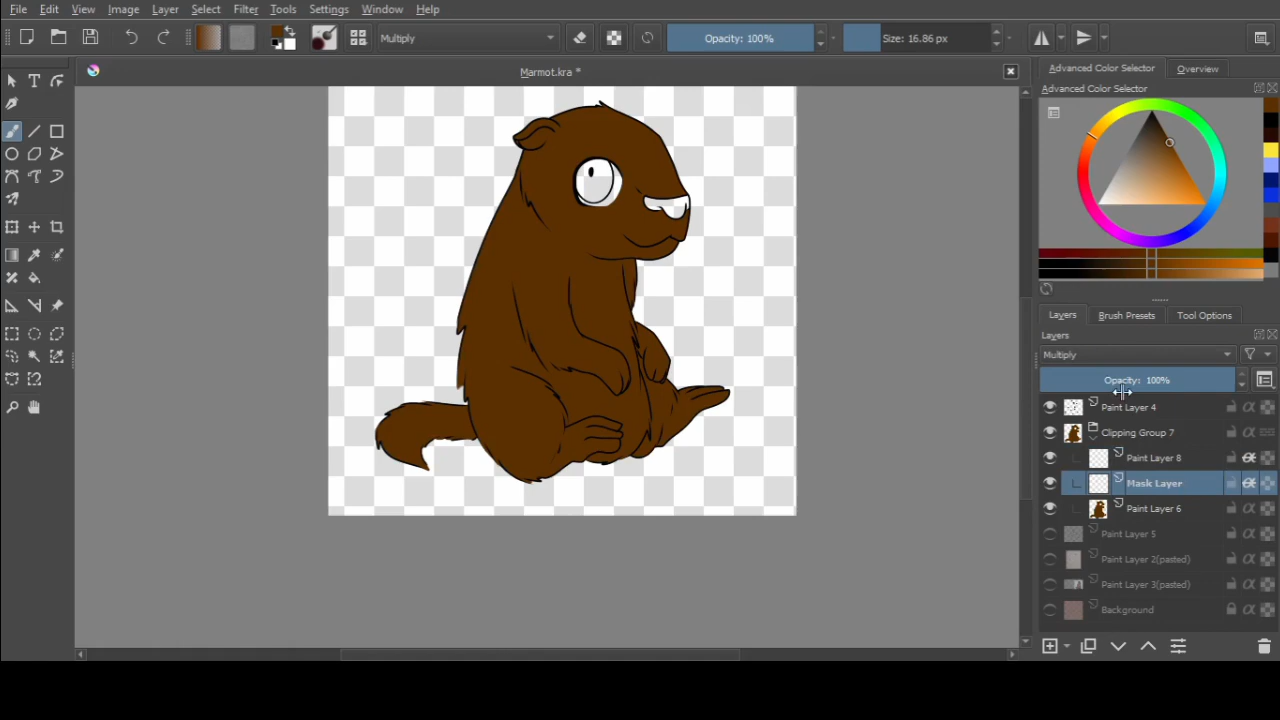 File Edit View Image Layer Select Filter Tools Settings Window Help
Multiply Opacity: 100% Size: 16.86 px
Marmot.kra *
Advanced Color Selector Overview
Advanced Color Selector
Layers Brush Presets Tool Options
Layers
Multiply
Opacity: 100%
Paint Layer 4
Clipping Group 7
Paint Layer 8
Mask Layer
Paint Layer 6
Paint Layer 5
Paint Layer 2(pasted)
Paint Layer 3(pasted)
Background